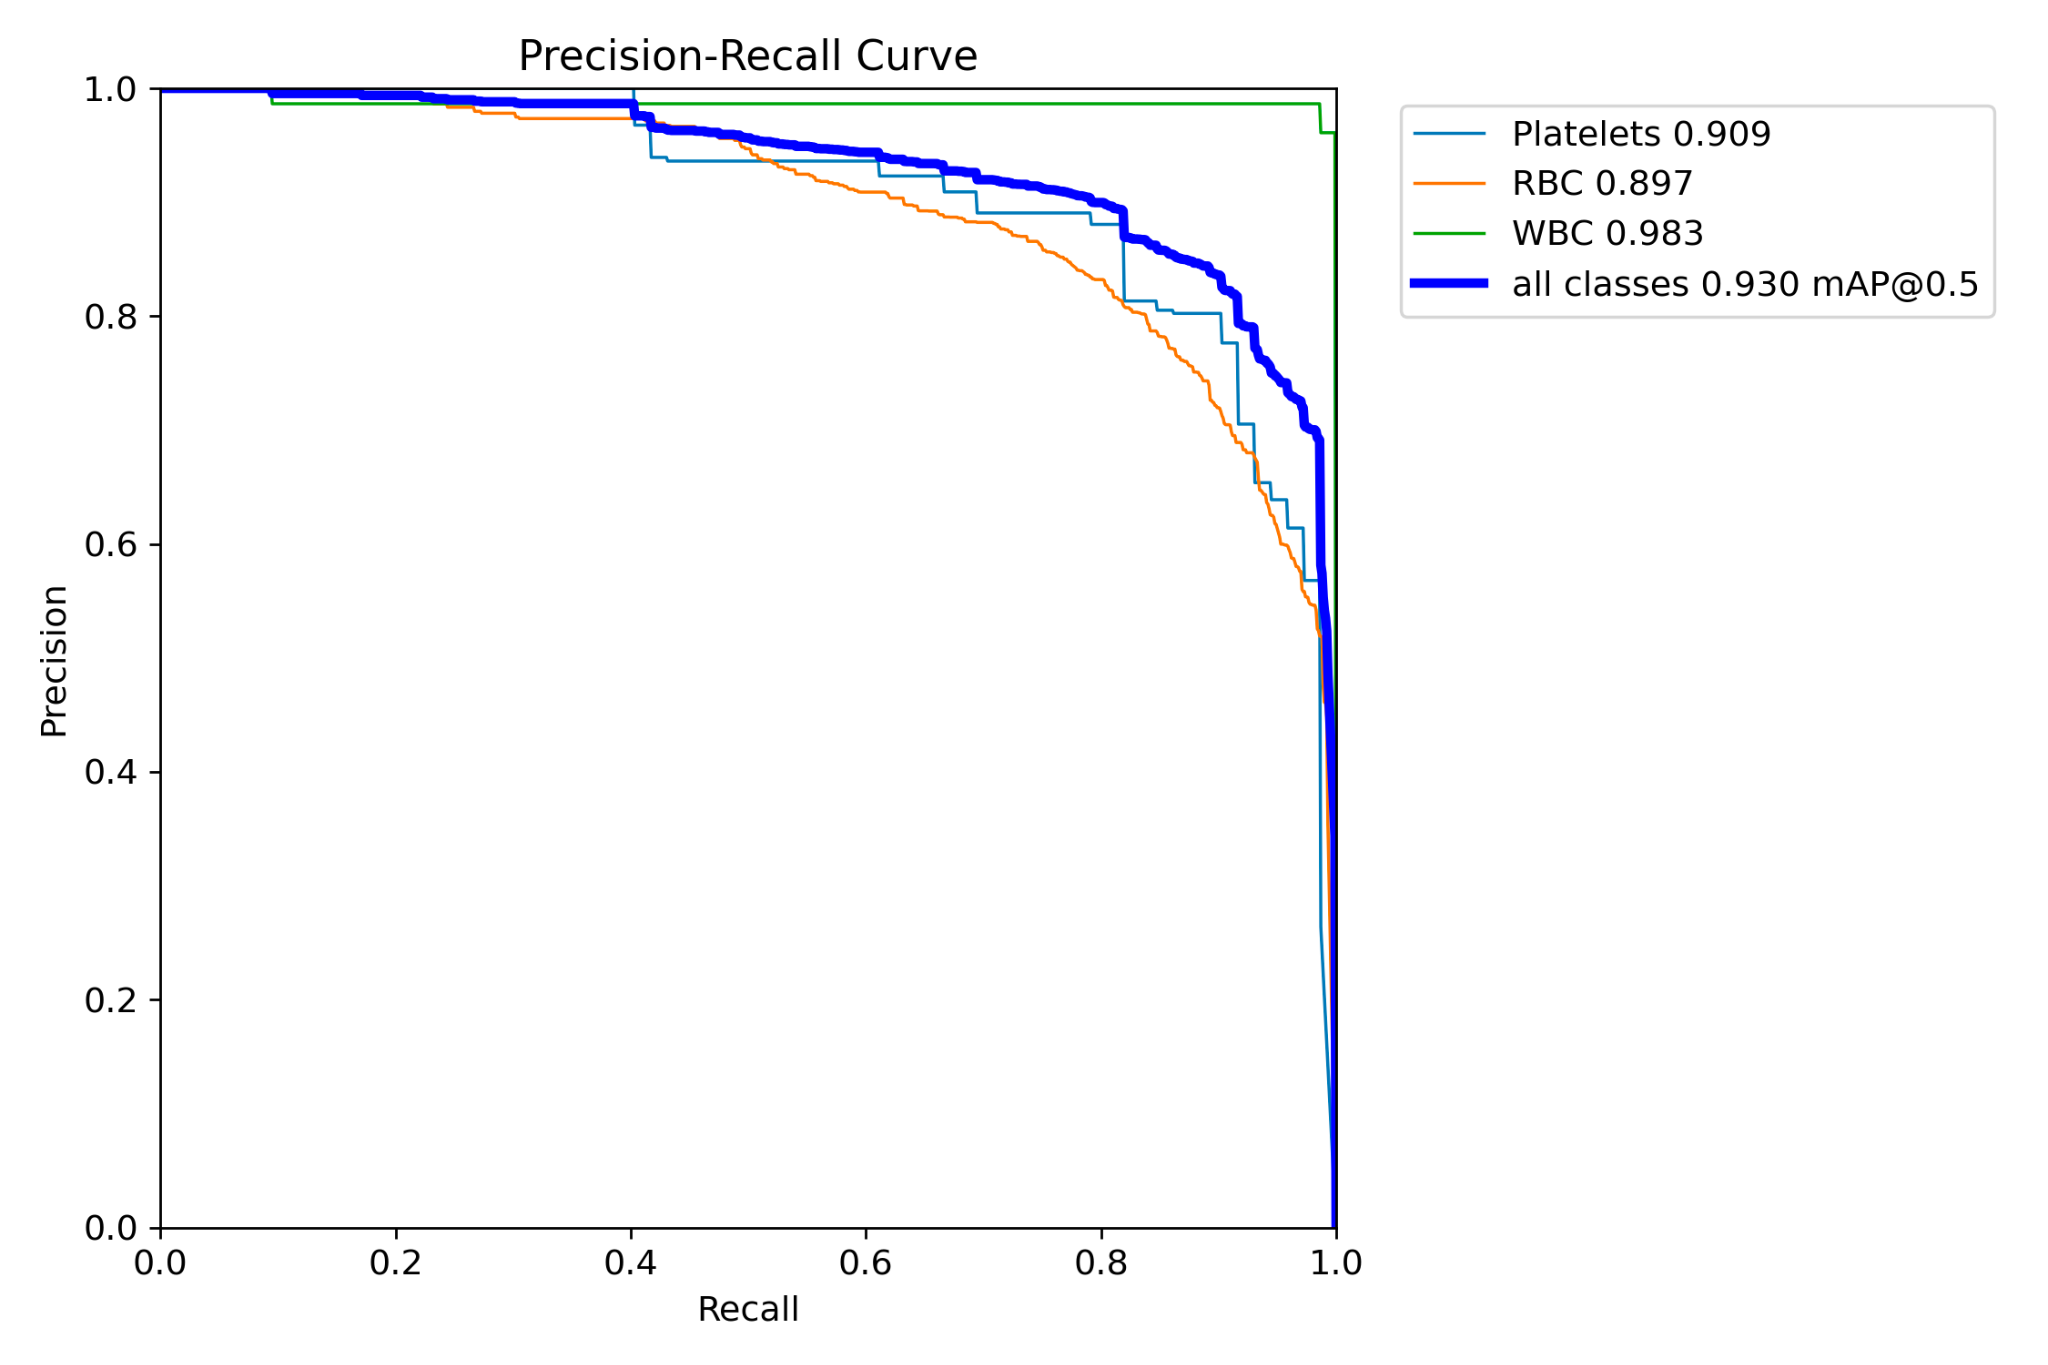 Precision-Recall Curve
1.0
0.8
0.6
0.4
0.2
0.0
Precision
0.0 0.2 0.4 0.6 0.8 1.0
Recall
Platelets 0.909
RBC 0.897
WBC 0.983
all classes 0.930 mAP@0.5